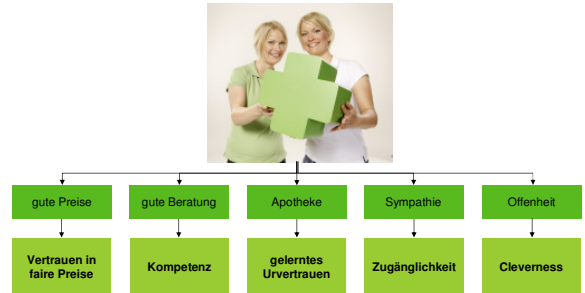 gute Preise
gute Beratung
Apotheke
Sympathie
Offenheit
Vertrauen in
faire Preise
Kompetenz
gelerntes
Urvertrauen
Zugänglichkeit
Cleverness